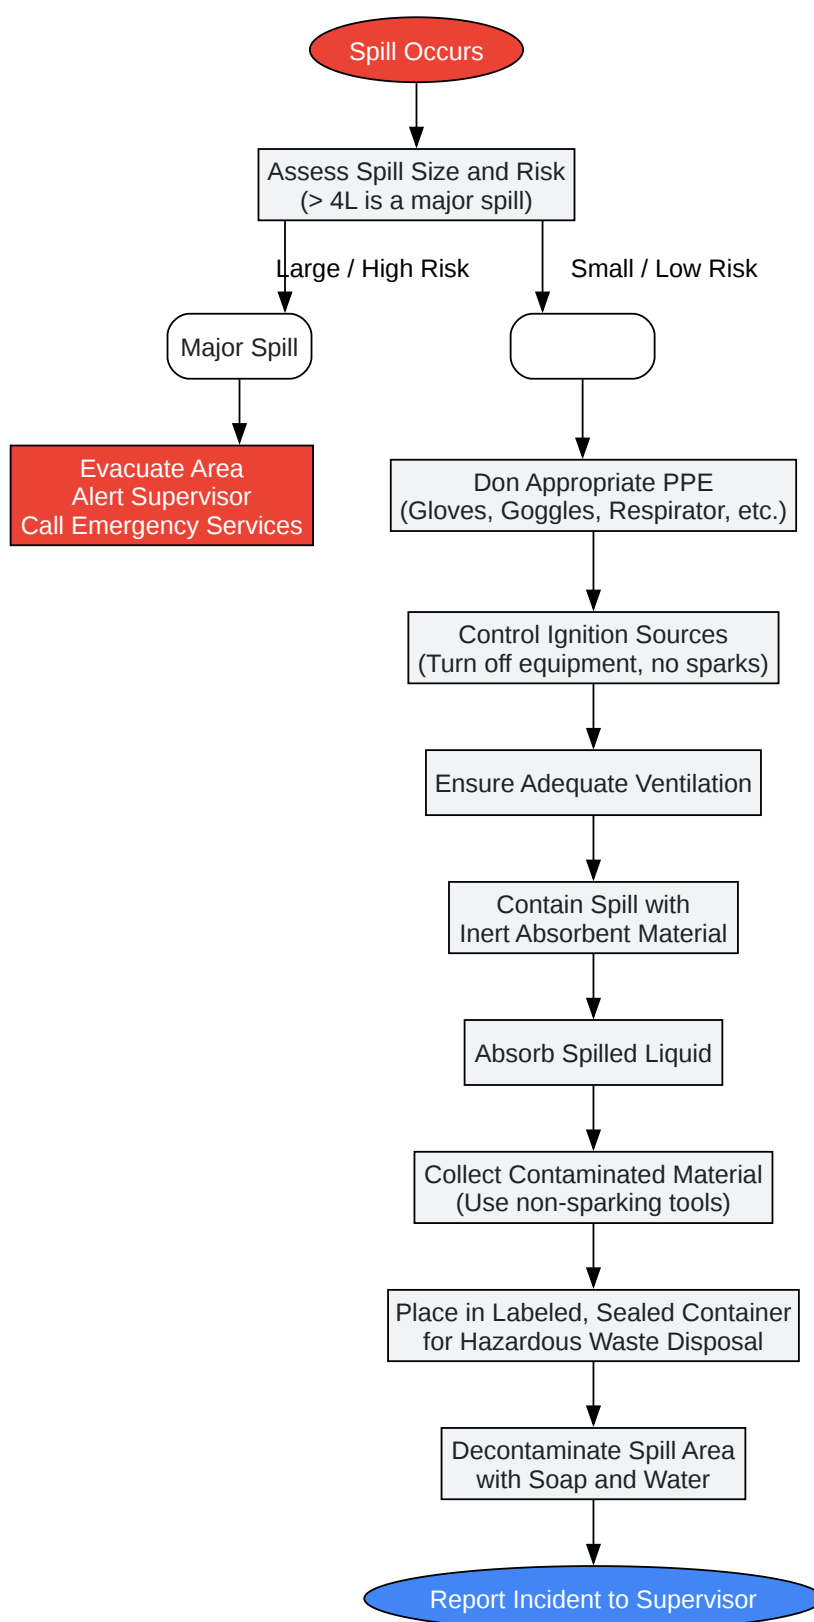 Spill Occurs
Assess Spill Size and Risk
(> 4L is a major spill)
Large / High Risk
Small / Low Risk
Major Spill
Evacuate Area
Alert Supervisor
Call Emergency Services
Don Appropriate PPE
(Gloves, Goggles, Respirator, etc.)
Control Ignition Sources
(Turn off equipment, no sparks)
Ensure Adequate Ventilation
Contain Spill with
Inert Absorbent Material
Absorb Spilled Liquid
Collect Contaminated Material
(Use non-sparking tools)
Place in Labeled, Sealed Container
for Hazardous Waste Disposal
Decontaminate Spill Area
with Soap and Water
Report Incident to Supervisor